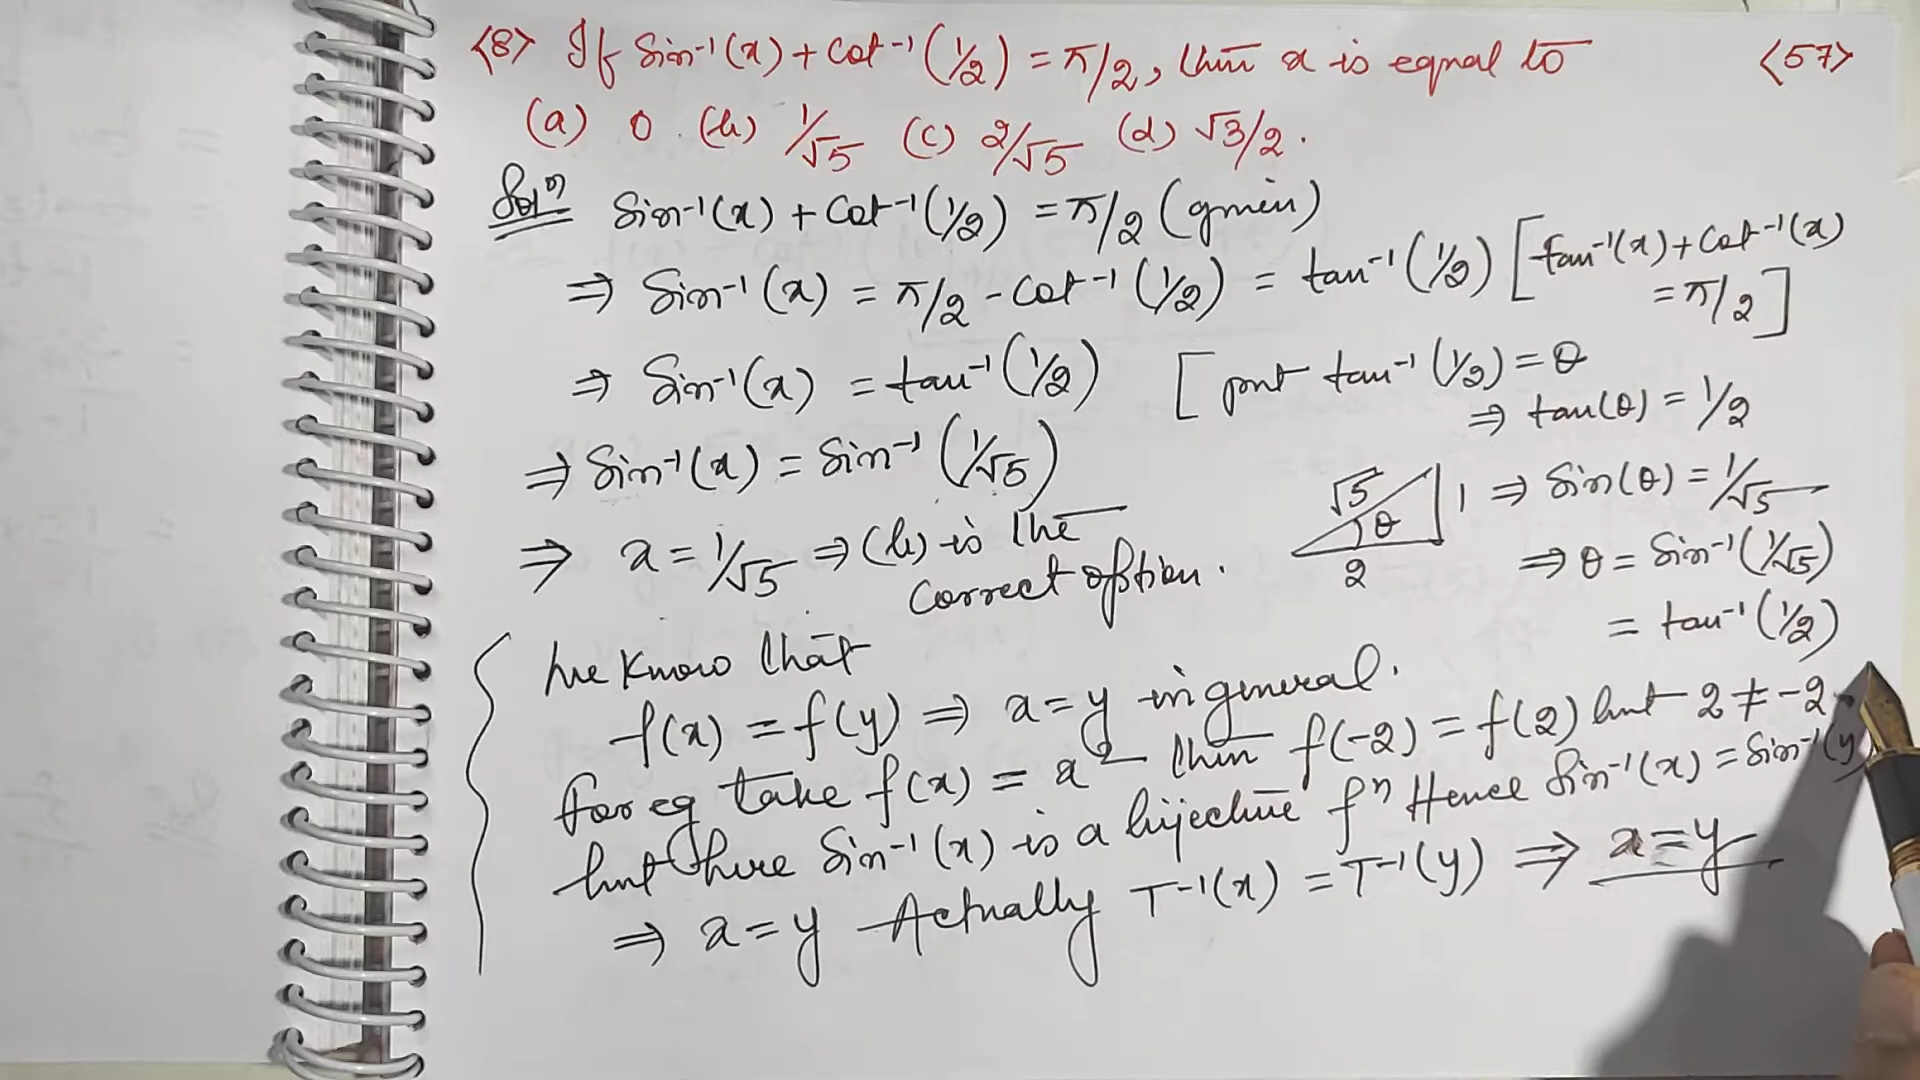 <8> If Sin⁻¹(x) + Cot⁻¹(1/2) = π/2, then x is equal to <57>
(a) 0 (b) 1/√5 (c) 2/√5 (d) √3/2.
Solⁿ Sin⁻¹(x) + Cot⁻¹(1/2) = π/2 (given)
⇒ Sin⁻¹(x) = π/2 - Cot⁻¹(1/2) = tan⁻¹(1/2) [tan⁻¹(x) + Cot⁻¹(x)
= π/2]
⇒ Sin⁻¹(x) = tan⁻¹(1/2) [put tan⁻¹(1/2) = θ
⇒ tan(θ) = 1/2
⇒ Sin⁻¹(x) = Sin⁻¹(1/√5)
√5 θ 1 2
⇒ Sin(θ) = 1/√5
⇒ x = 1/√5 ⇒ (b) is the
correct option.
⇒ θ = Sin⁻¹(1/√5)
= tan⁻¹(1/2)
We know that
f(x) = f(y) ⇒ x = y in general.
for eg take f(x) = x² then f(-2) = f(2) but 2 ≠ -2
but here Sin⁻¹(x) is a bijective fⁿ Hence Sin⁻¹(x) = Sin⁻¹(y)
⇒ x = y Actually T⁻¹(x) = T⁻¹(y) ⇒ x = y